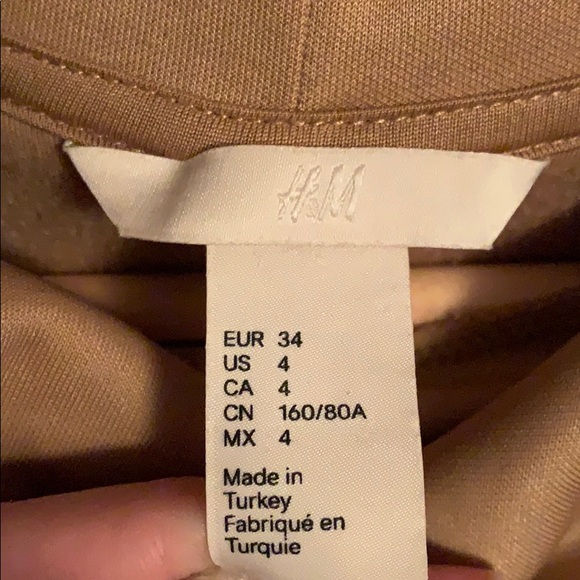 H&M
EUR 34
US 4
CA 4
CN 160/80A
MX 4
Made in
Turkey
Fabriqué en
Turquie